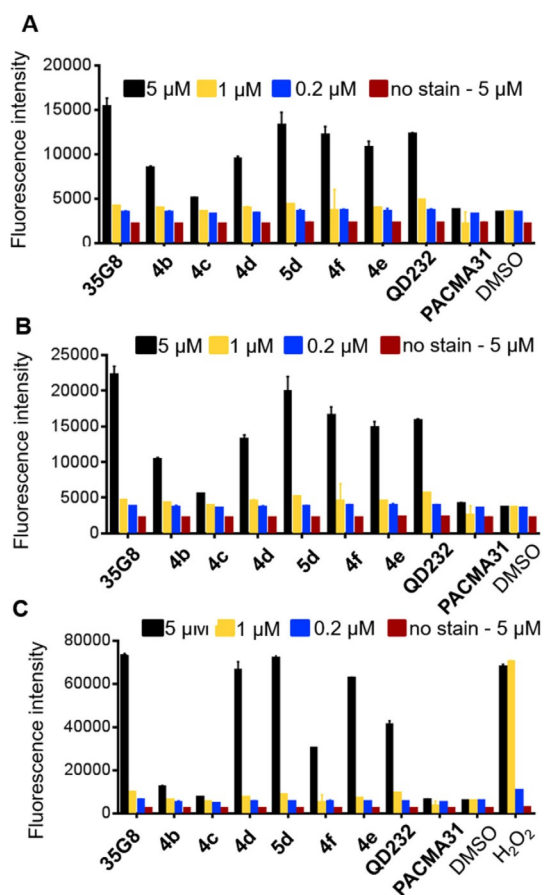 A
Fluorescence intensity
20000
15000
10000
5000
0
5 µM 1 µM 0.2 µM no stain - 5 µM
35G8 4b 4c 4d 5d 4f 4e QD232 PACMA31 DMSO
B
Fluorescence intensity
25000
20000
15000
10000
5000
0
5 µM 1 µM 0.2 µM no stain - 5 µM
35G8 4b 4c 4d 5d 4f 4e QD232 PACMA31 DMSO
C
Fluorescence intensity
80000
60000
40000
20000
0
5 µM 1 µM 0.2 µM no stain - 5 µM
35G8 4b 4c 4d 5d 4f 4e QD232 PACMA31 DMSO H₂O₂